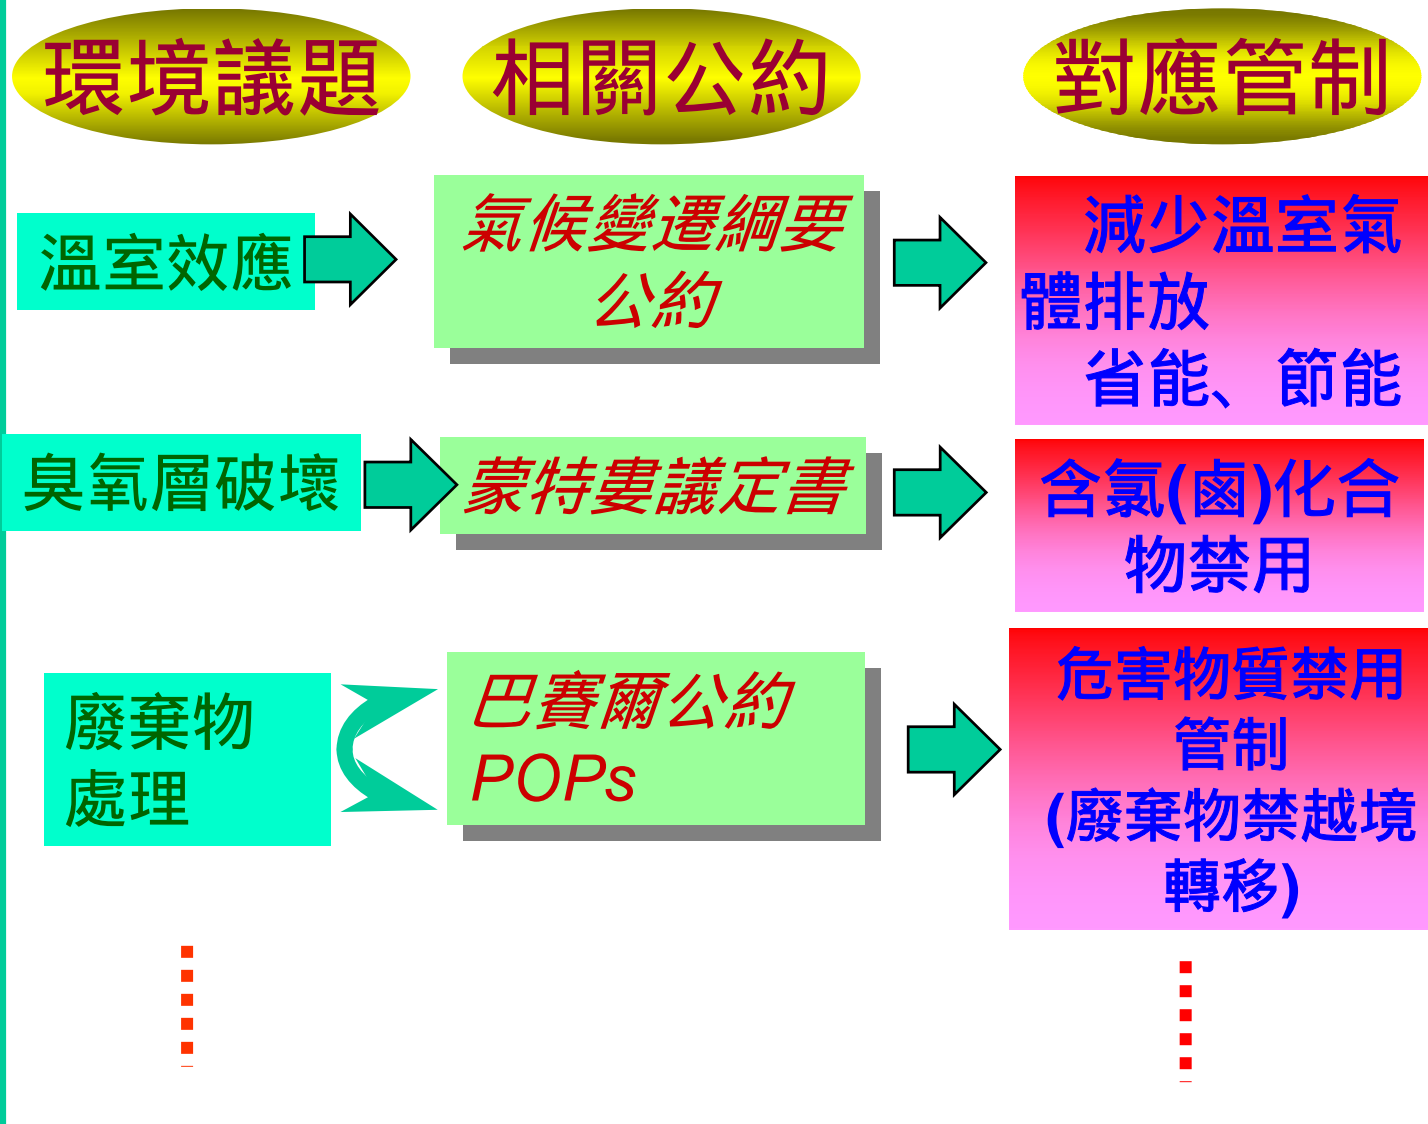 環境議題
相關公約
對應管制
溫室效應
氣候變遷綱要
公約
減少溫室氣
體排放
省能、節能
臭氧層破壞
蒙特婁議定書
含氯(鹵)化合
物禁用
廢棄物
處理
巴賽爾公約
POPs
危害物質禁用
管制
(廢棄物禁越境
轉移)